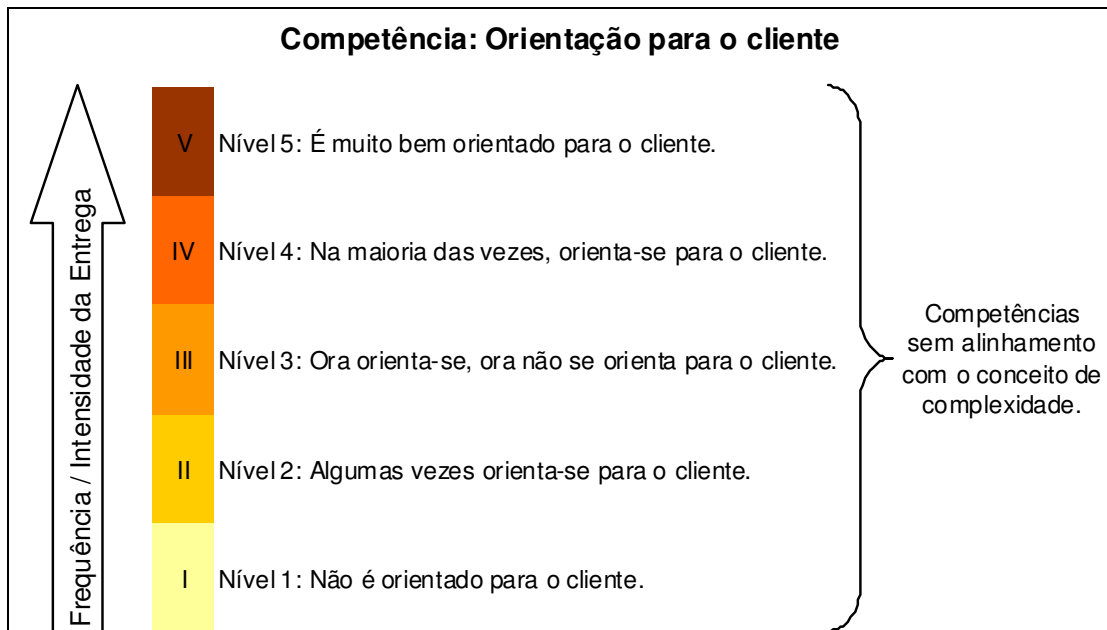 Competência: Orientação para o cliente
Frequência / Intensidade da Entrega
V
Nível 5: É muito bem orientado para o cliente.
IV
Nível 4: Na maioria das vezes, orienta-se para o cliente.
III
Nível 3: Ora orienta-se, ora não se orienta para o cliente.
II
Nível 2: Algumas vezes orienta-se para o cliente.
I
Nível 1: Não é orientado para o cliente.
Competências
sem alinhamento
com o conceito de
complexidade.